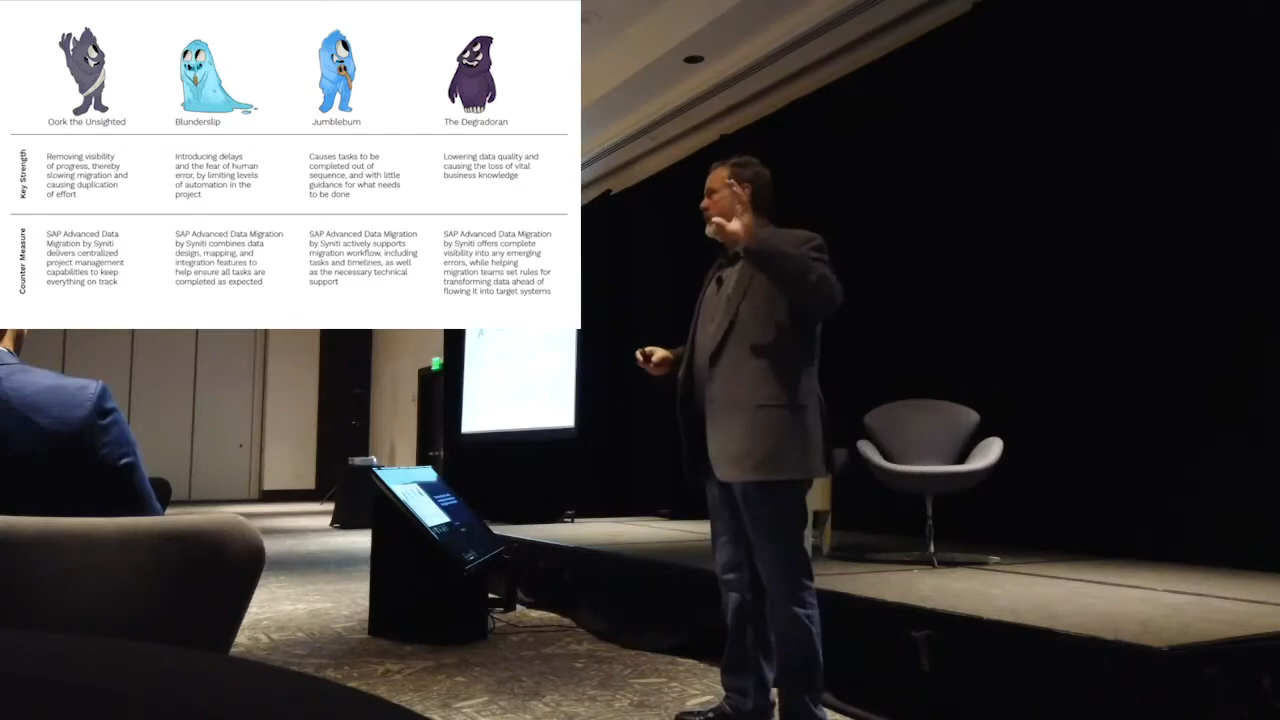 Oork the Unsighted
Blunderslip
Jumblebum
The Degradoran
Key Strength
Removing visibility
of progress, thereby
slowing migration and
causing duplication
of effort
Introducing delays
and the fear of human
error, by limiting levels
of automation in the
project
Causes tasks to be
completed out of
sequence, and with little
guidance for what needs
to be done
Lowering data quality and
causing the loss of vital
business knowledge
Counter Measure
SAP Advanced Data
Migration by Syniti
delivers centralized
project management
capabilities to keep
everything on track
SAP Advanced Data Migration
by Syniti combines data
design, mapping, and
integration features to
help ensure all tasks are
completed as expected
SAP Advanced Data Migration
by Syniti actively supports
migration workflow, including
tasks and timelines, as well
as the necessary technical
support
SAP Advanced Data Migration
by Syniti offers complete
visibility into any emerging
errors, while helping
migration teams set rules for
transforming data ahead of
flowing it into target systems